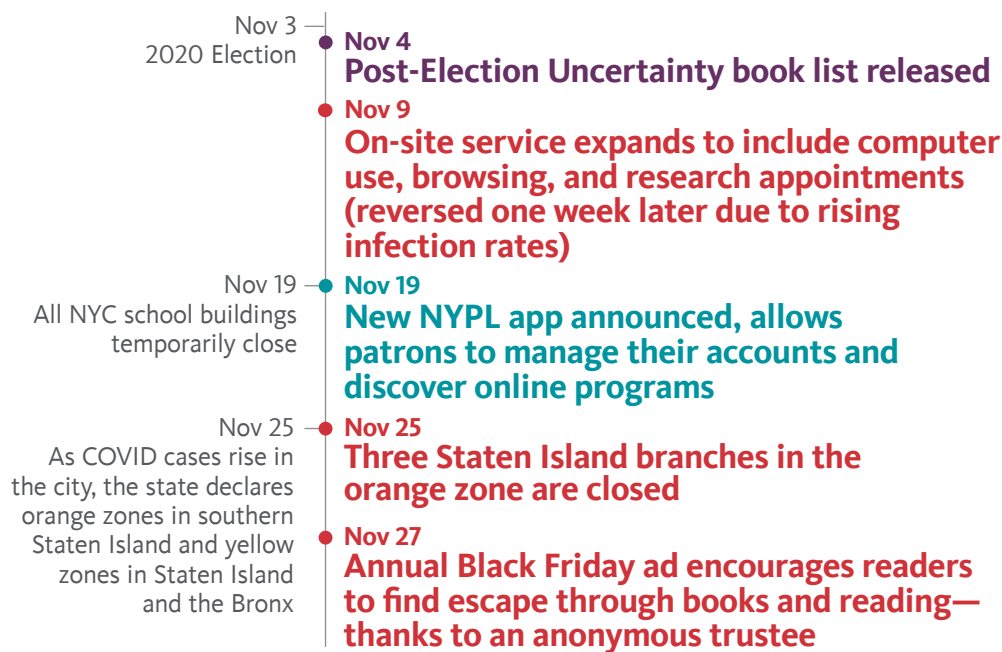 Nov 3
2020 Election
Nov 4
Post-Election Uncertainty book list released
Nov 9
On-site service expands to include computer
use, browsing, and research appointments
(reversed one week later due to rising
infection rates)
Nov 19
All NYC school buildings
temporarily close
Nov 19
New NYPL app announced, allows
patrons to manage their accounts and
discover online programs
Nov 25
As COVID cases rise in
the city, the state declares
orange zones in southern
Staten Island and yellow
zones in Staten Island
and the Bronx
Nov 25
Three Staten Island branches in the
orange zone are closed
Nov 27
Annual Black Friday ad encourages readers
to find escape through books and reading—
thanks to an anonymous trustee